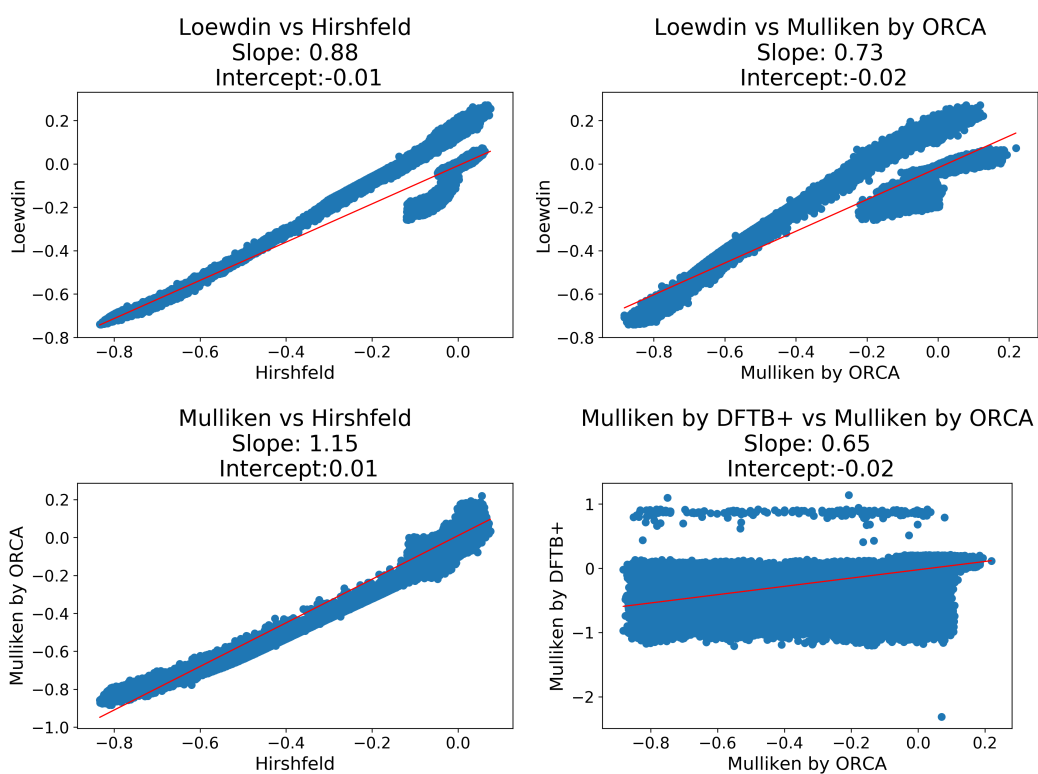 Loewdin vs Hirshfeld
Slope: 0.88
Intercept:-0.01
0.2
0.0
−0.2
−0.4
−0.6
−0.8
Loewdin
−0.8 −0.6 −0.4 −0.2 0.0
Hirshfeld
Loewdin vs Mulliken by ORCA
Slope: 0.73
Intercept:-0.02
0.2
0.0
−0.2
−0.4
−0.6
−0.8
Loewdin
−0.8 −0.6 −0.4 −0.2 0.0 0.2
Mulliken by ORCA
Mulliken vs Hirshfeld
Slope: 1.15
Intercept:0.01
0.2
0.0
−0.2
−0.4
−0.6
−0.8
−1.0
Mulliken by ORCA
−0.8 −0.6 −0.4 −0.2 0.0
Hirshfeld
Mulliken by DFTB+ vs Mulliken by ORCA
Slope: 0.65
Intercept:-0.02
1
0
−1
−2
Mulliken by DFTB+
−0.8 −0.6 −0.4 −0.2 0.0 0.2
Mulliken by ORCA